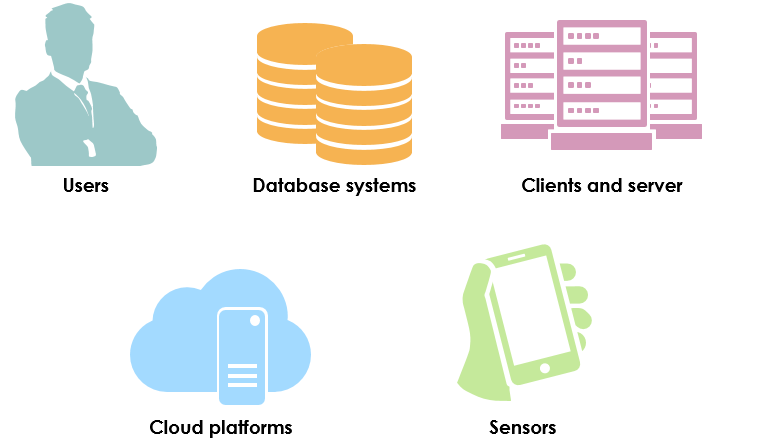 Users
Database systems
Clients and server
Cloud platforms
Sensors